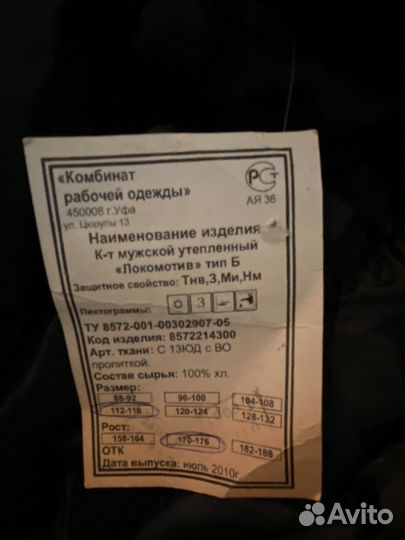 «Комбинат
рабочей одежды»
450008 г.Уфа
ул. Цюрупы 13
РСТ
АЯ 36
Наименование изделия
К-т мужской утепленный
«Локомотив» тип Б
Защитное свойство: Тнв,З,Ми,Нм
Пиктограммы: З
ТУ 8572-001-00302907-05
Код изделия: 8572214300
Арт. ткани: С 13ЮД с ВО
пропиткой.
Состав сырья: 100% хл.
Размер:
88-92 96-100 104-108
112-116 120-124 128-132
Рост:
158-164 170-176 182-188
ОТК
Дата выпуска: июль 2010г.
Avito